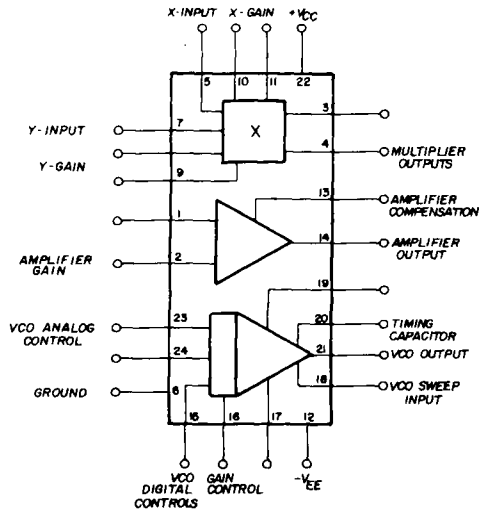 X-INPUT X-GAIN +VCC
5 10 11 22
X
3
Y-INPUT 7
4 MULTIPLIER
OUTPUTS
Y-GAIN
9
13 AMPLIFIER
COMPENSATION
1
14 AMPLIFIER
OUTPUT
AMPLIFIER
GAIN 2
19
20 TIMING
CAPACITOR
VCO ANALOG
CONTROL 23
21 VCO OUTPUT
24
18 VCO SWEEP
INPUT
GROUND 6
15 16 17 12
VCO
DIGITAL
CONTROLS
GAIN
CONTROL
-VEE